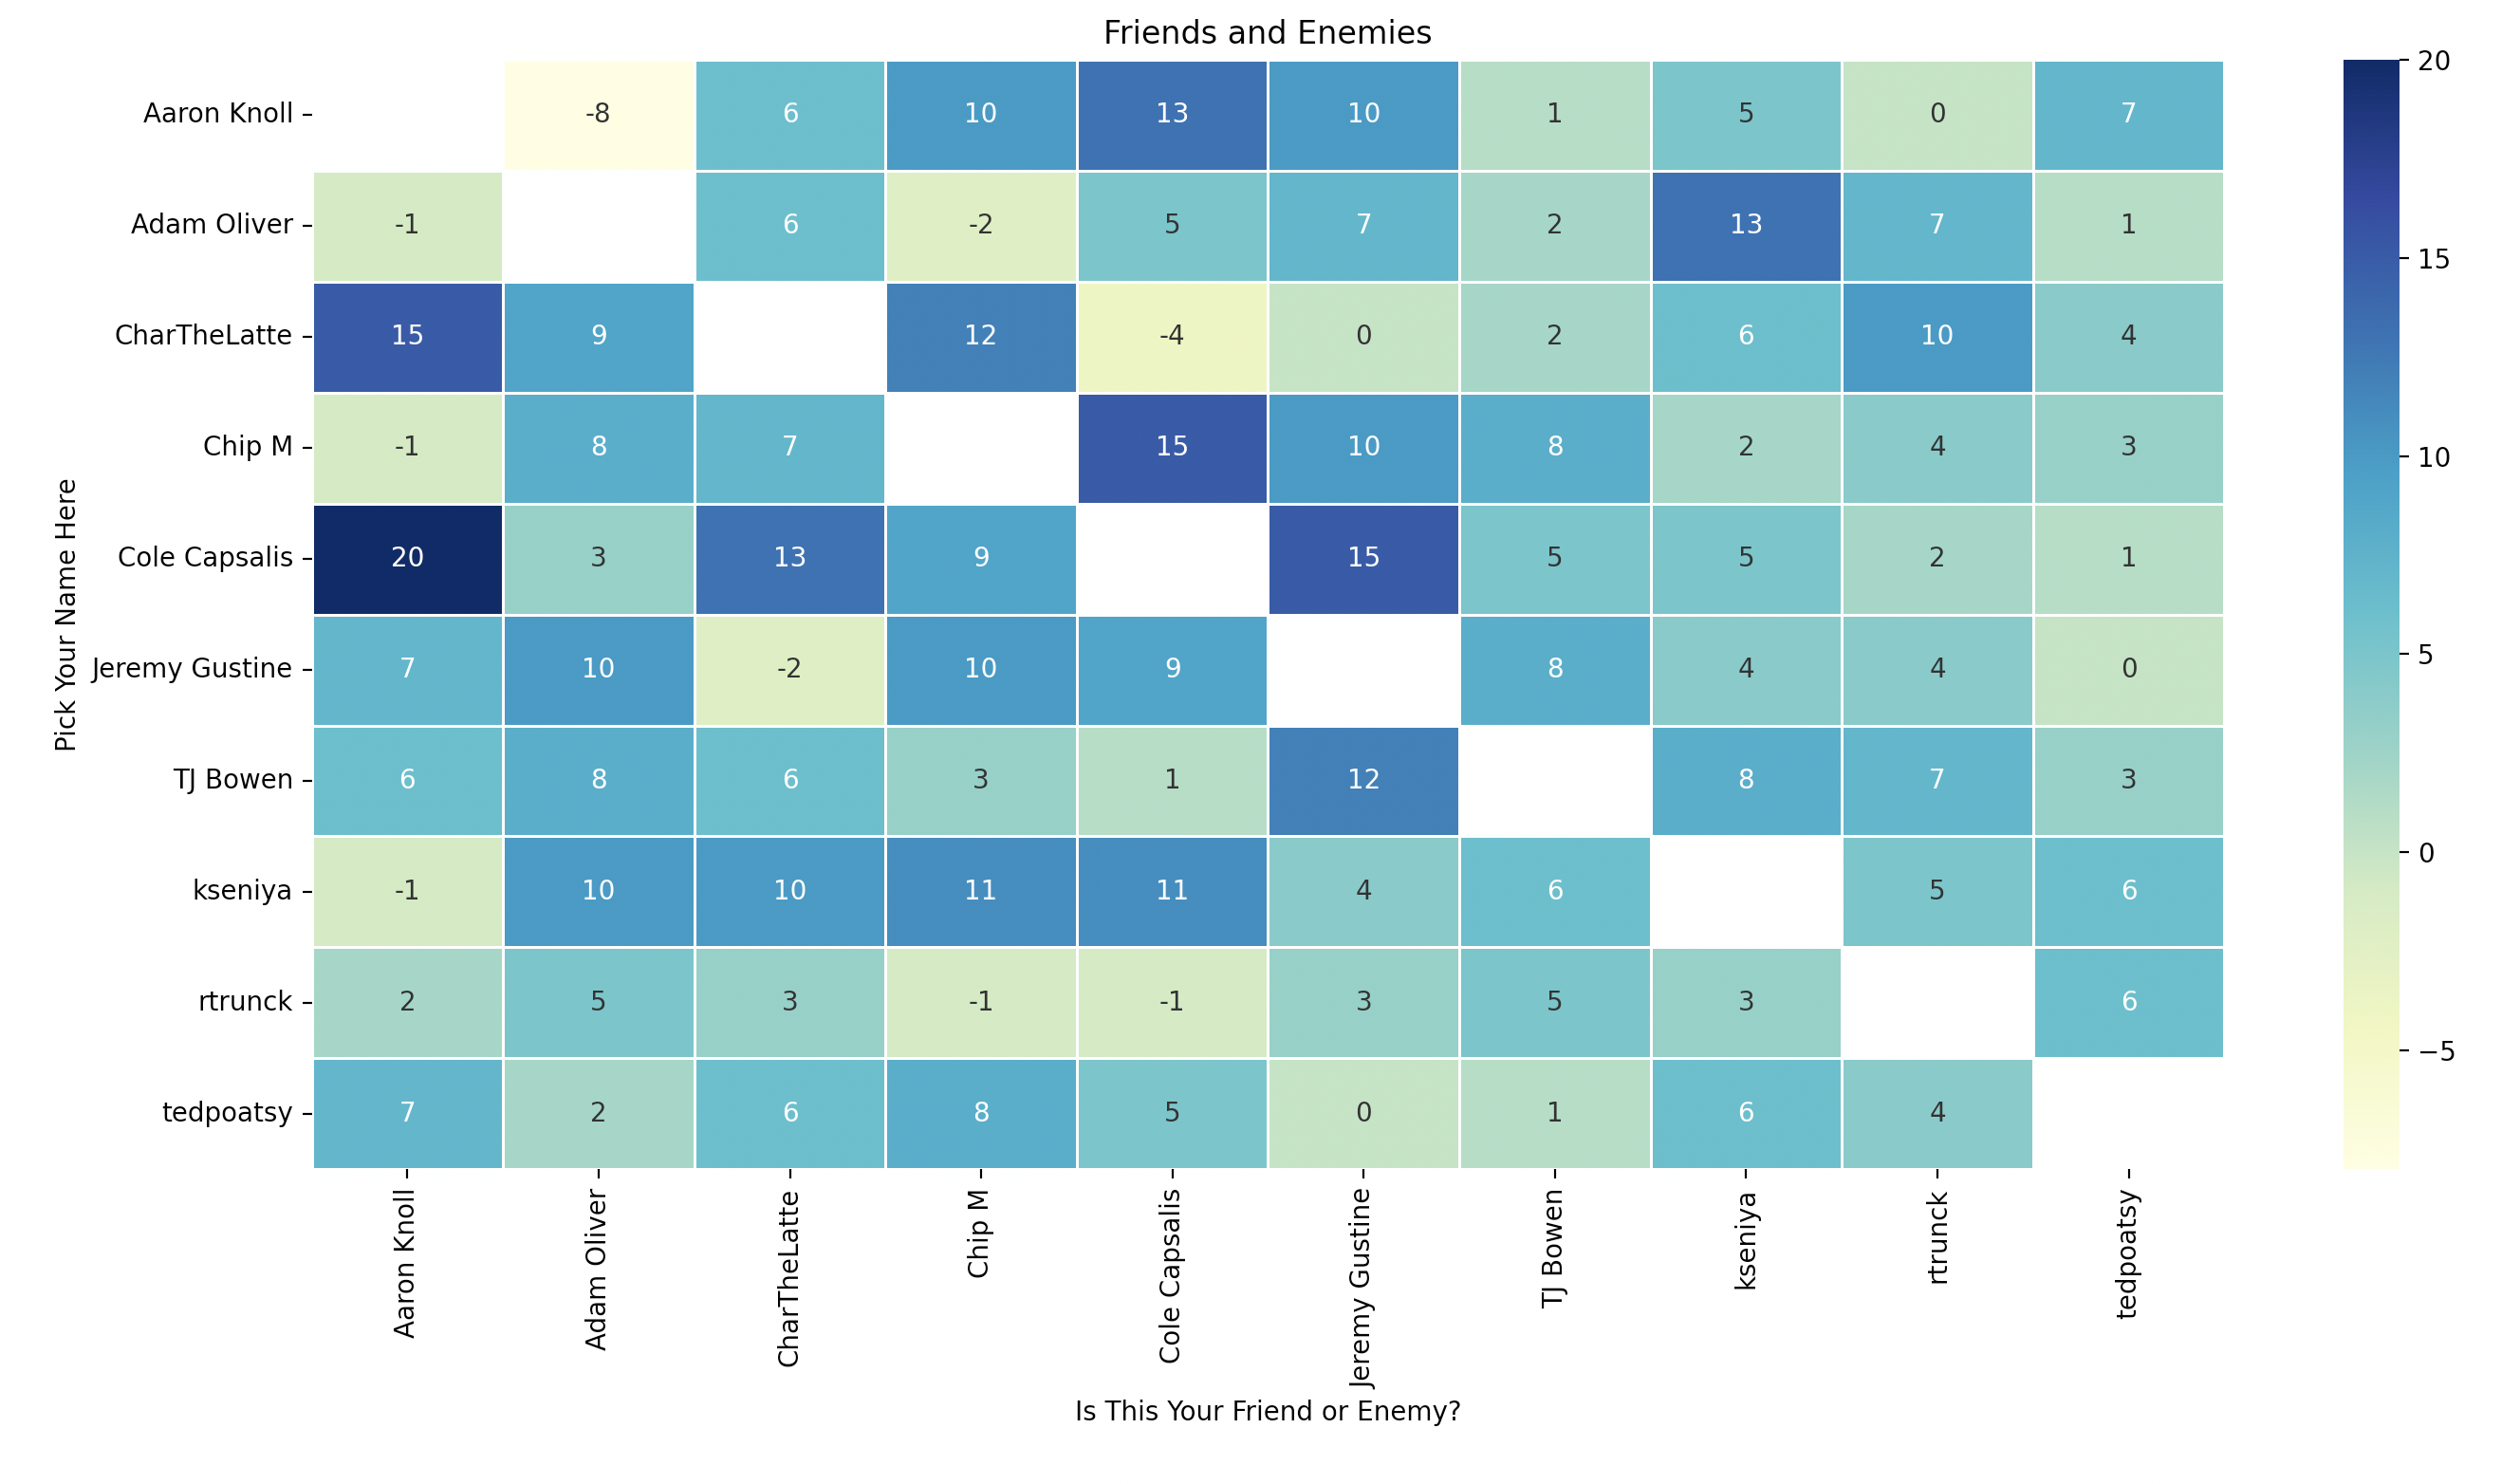 Friends and Enemies
Pick Your Name Here
Aaron Knoll -8 6 10 13 10 1 5 0 7
Adam Oliver -1 6 -2 5 7 2 13 7 1
CharTheLatte 15 9 12 -4 0 2 6 10 4
Chip M -1 8 7 15 10 8 2 4 3
Cole Capsalis 20 3 13 9 15 5 5 2 1
Jeremy Gustine 7 10 -2 10 9 8 4 4 0
TJ Bowen 6 8 6 3 1 12 8 7 3
kseniya -1 10 10 11 11 4 6 5 6
rtrunck 2 5 3 -1 -1 3 5 3 6
tedpoatsy 7 2 6 8 5 0 1 6 4
Aaron Knoll
Adam Oliver
CharTheLatte
Chip M
Cole Capsalis
Jeremy Gustine
TJ Bowen
kseniya
rtrunck
tedpoatsy
Is This Your Friend or Enemy?
20
15
10
5
0
−5